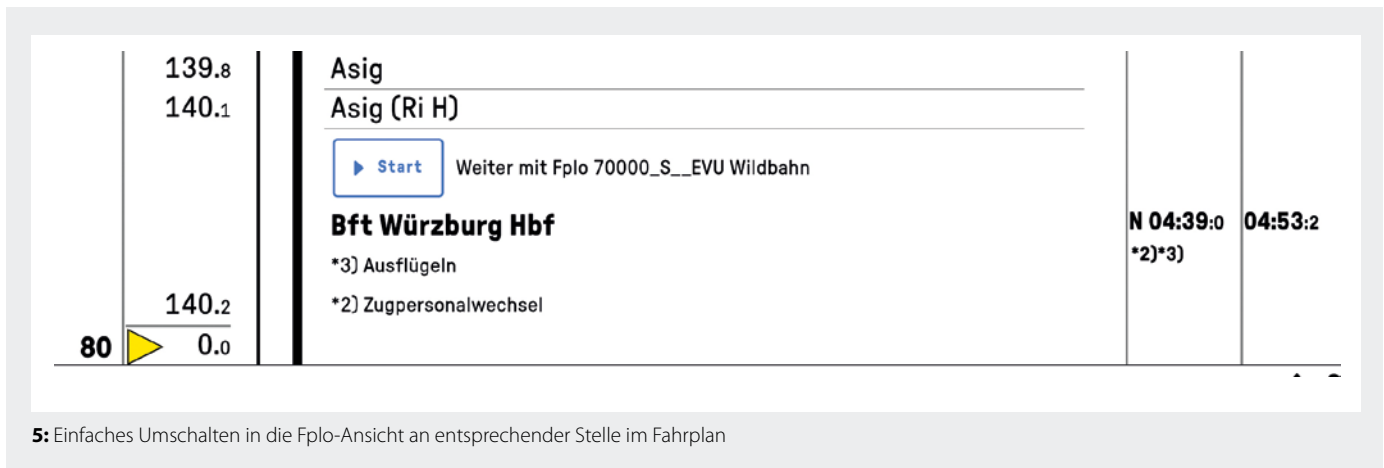 139.8 Asig
140.1 Asig (Ri H)
Start Weiter mit Fplo 70000_S__EVU Wildbahn
Bft Würzburg Hbf N 04:39:0 04:53:2
*3) Ausflügeln *2)*3)
140.2 *2) Zugpersonalwechsel
80 0.0
5: Einfaches Umschalten in die Fplo-Ansicht an entsprechender Stelle im Fahrplan